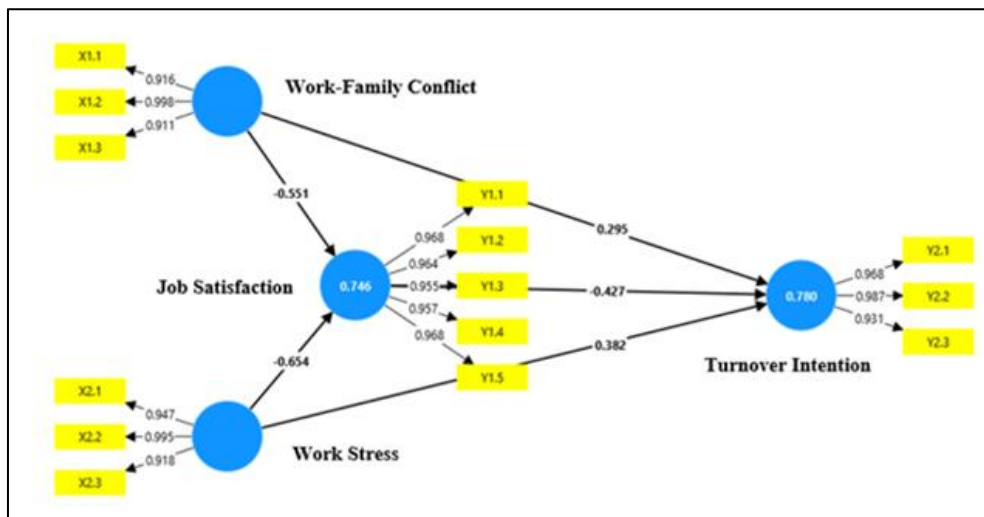 X1.1
0.916
Work-Family Conflict
X1.2
0.998
X1.3
0.911
-0.551
Y1.1
0.295
0.968
Y1.2
0.964
Y2.1
0.968
Job Satisfaction
0.746
0.955
Y1.3
-0.427
0.780
0.987
Y2.2
0.957
Y1.4
0.931
Y2.3
0.968
0.382
-0.654
Turnover Intention
Y1.5
X2.1
0.947
X2.2
0.995
Work Stress
0.918
X2.3